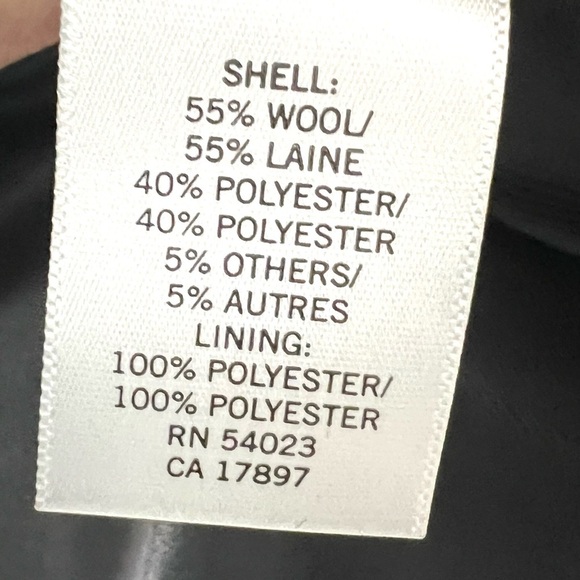 SHELL:
55% WOOL/
55% LAINE
40% POLYESTER/
40% POLYESTER
5% OTHERS/
5% AUTRES
LINING:
100% POLYESTER/
100% POLYESTER
RN 54023
CA 17897